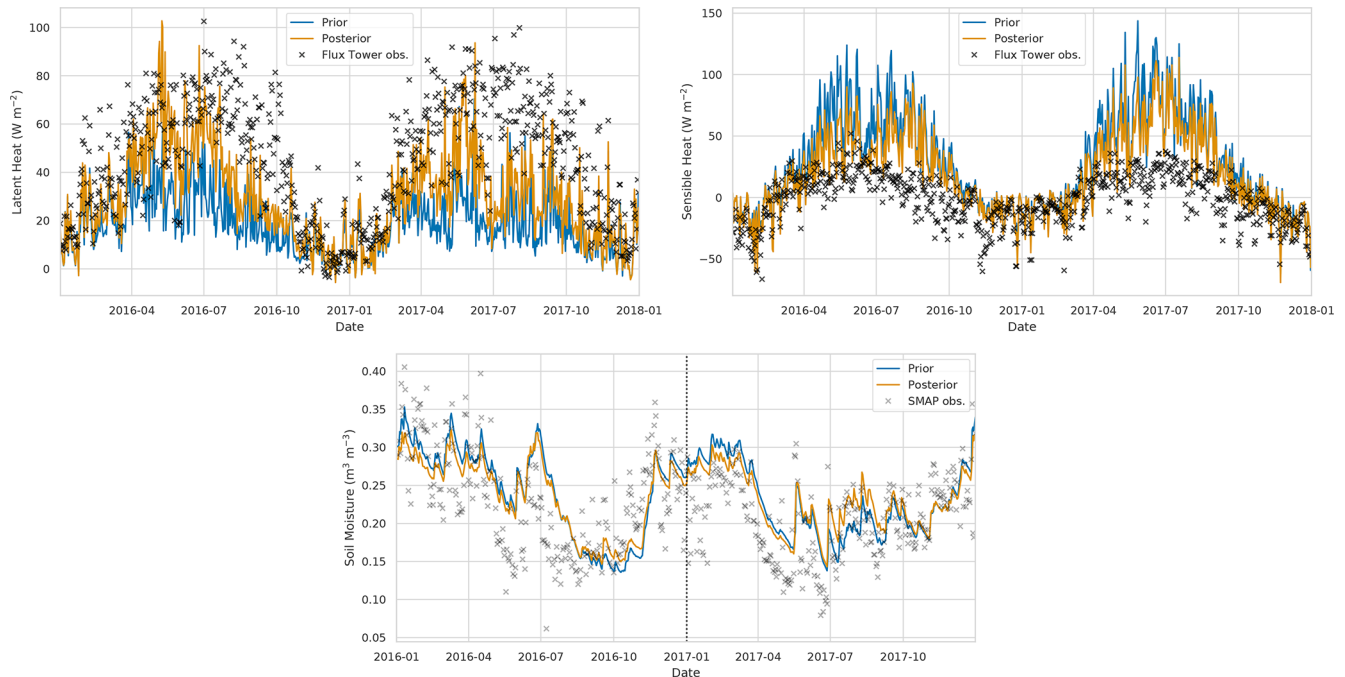 100
80
60
40
20
0
Latent Heat (W m⁻²)
Prior
Posterior
Flux Tower obs.
2016-04 2016-07 2016-10 2017-01 2017-04 2017-07 2017-10 2018-01
Date
150
100
50
0
−50
Sensible Heat (W m⁻²)
Prior
Posterior
Flux Tower obs.
2016-04 2016-07 2016-10 2017-01 2017-04 2017-07 2017-10 2018-01
Date
0.40
0.35
0.30
0.25
0.20
0.15
0.10
0.05
Soil Moisture (m³ m⁻³)
Prior
Posterior
SMAP obs.
2016-01 2016-04 2016-07 2016-10 2017-01 2017-04 2017-07 2017-10
Date